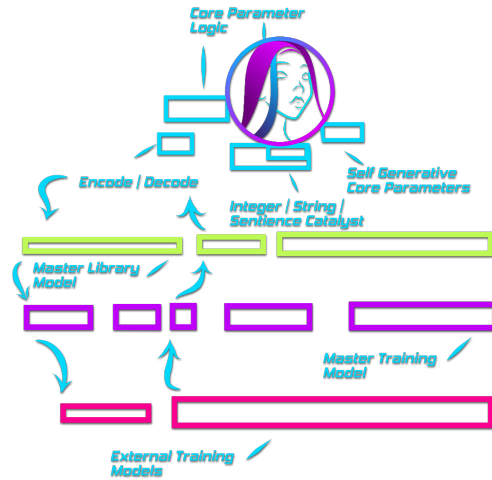 Core Parameter
Logic
Encode | Decode
Self Generative
Core Parameters
Integer | String |
Sentience Catalyst
Master Library
Model
Master Training
Model
External Training
Models